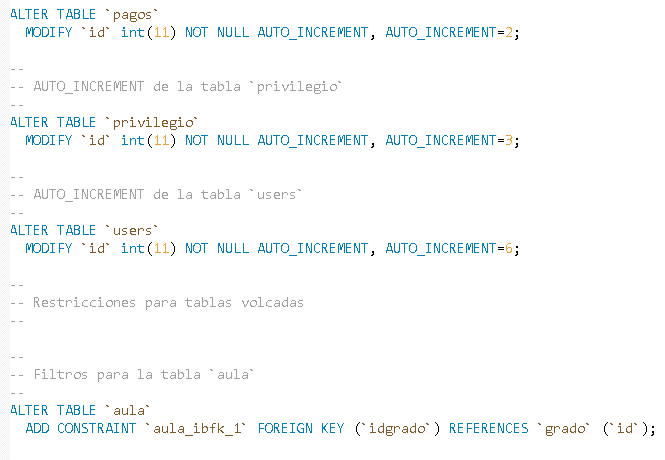 ALTER TABLE `pagos`
  MODIFY `id` int(11) NOT NULL AUTO_INCREMENT, AUTO_INCREMENT=2;

--
-- AUTO_INCREMENT de la tabla `privilegio`
--
ALTER TABLE `privilegio`
  MODIFY `id` int(11) NOT NULL AUTO_INCREMENT, AUTO_INCREMENT=3;

--
-- AUTO_INCREMENT de la tabla `users`
--
ALTER TABLE `users`
  MODIFY `id` int(11) NOT NULL AUTO_INCREMENT, AUTO_INCREMENT=6;

--
-- Restricciones para tablas volcadas
--

--
-- Filtros para la tabla `aula`
--
ALTER TABLE `aula`
  ADD CONSTRAINT `aula_ibfk_1` FOREIGN KEY (`idgrado`) REFERENCES `grado` (`id`);